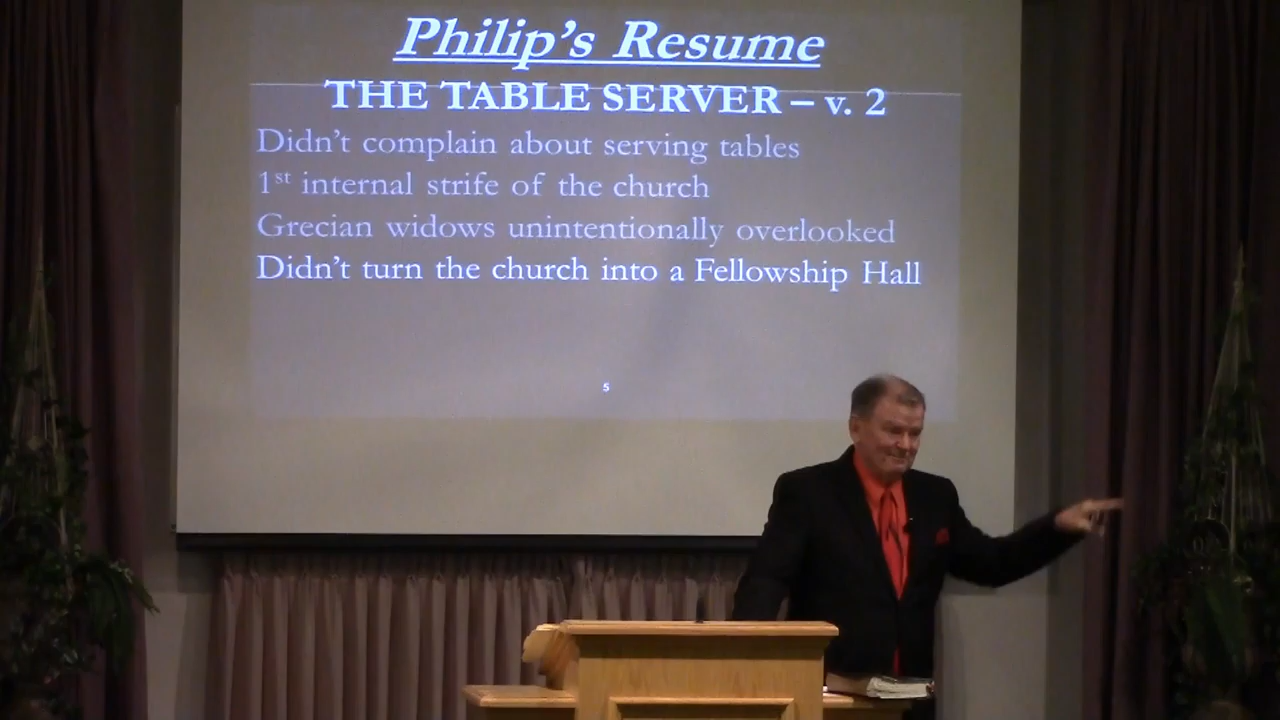 Philip's Resume
THE TABLE SERVER – v. 2
Didn't complain about serving tables
1st internal strife of the church
Grecian widows unintentionally overlooked
Didn't turn the church into a Fellowship Hall
5